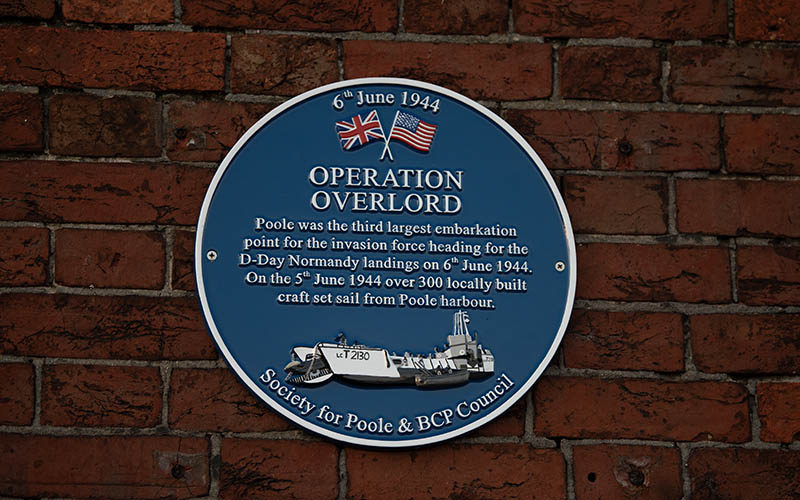 6th June 1944
OPERATION
OVERLORD
Poole was the third largest embarkation
point for the invasion force heading for the
D-Day Normandy landings on 6th June 1944.
On the 5th June 1944 over 300 locally built
craft set sail from Poole harbour.
LCT 2130
Society for Poole & BCP Council